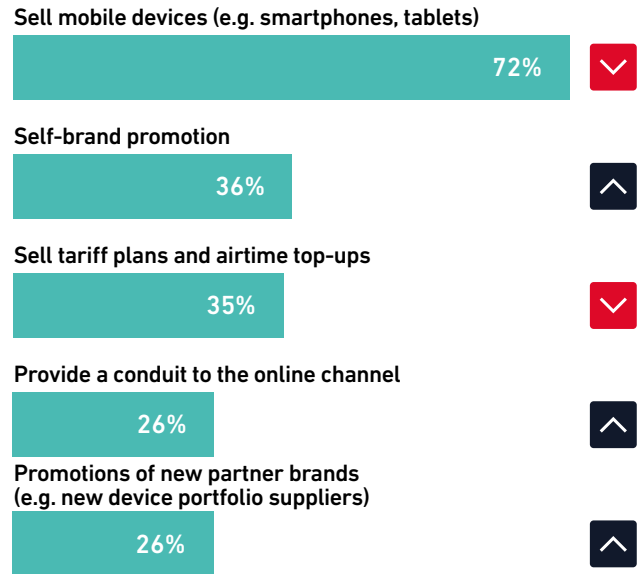 Sell mobile devices (e.g. smartphones, tablets)
72%
Self-brand promotion
36%
Sell tariff plans and airtime top-ups
35%
Provide a conduit to the online channel
26%
Promotions of new partner brands
(e.g. new device portfolio suppliers)
26%